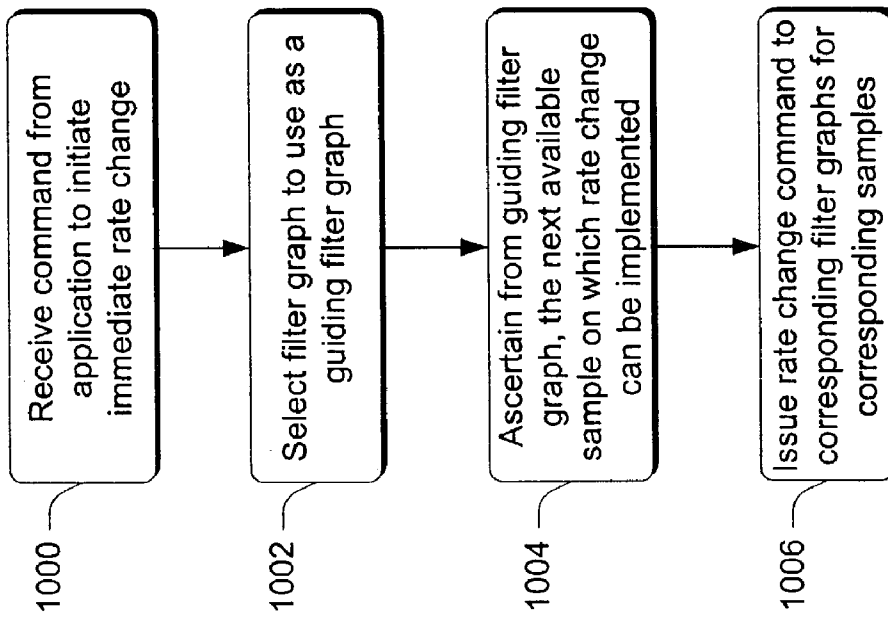 1000
Receive command from
application to initiate
immediate rate change
1002
Select filter graph to use as a
guiding filter graph
1004
Ascertain from guiding filter
graph, the next available
sample on which rate change
can be implemented
1006
Issue rate change command to
corresponding filter graphs for
corresponding samples